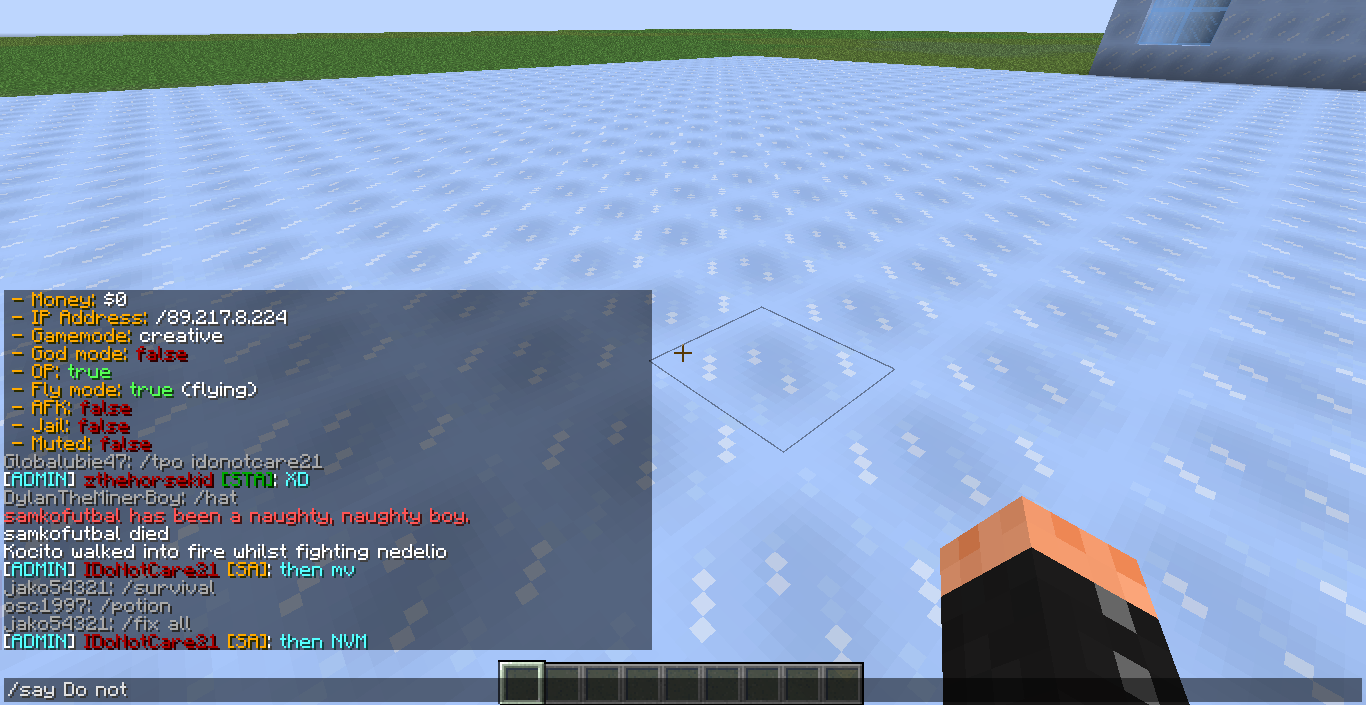 - Money: $0
- IP Address: /89.217.8.224
- Gamemode: creative
- God mode: false
- OP: true
- Fly mode: true (flying)
- AFK: false
- Jail: false
- Muted: false
Globalubie47: /tpo idonotcare21
[ADMIN] zthehorsekid [STA]: XD
DylanTheMinerBoy: /hat
samkofutbal has been a naughty, naughty boy.
samkofutbal died
Kocito walked into fire whilst fighting nedelio
[ADMIN] IDoNotCare21 [SA]: then mv
jako54321: /survival
osc1997: /potion
jako54321: /fix all
[ADMIN] IDoNotCare21 [SA]: then NVM
/say Do not